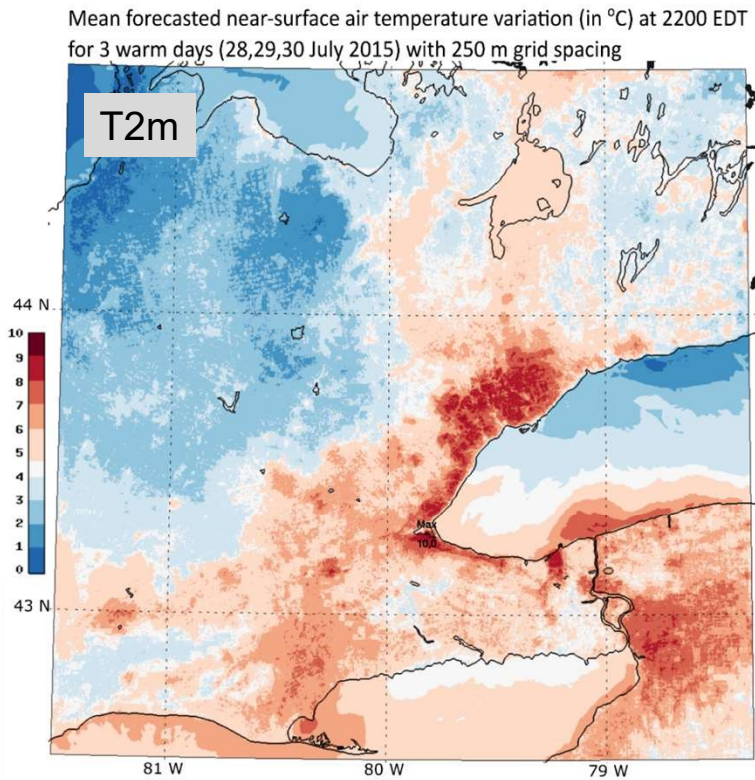 Mean forecasted near-surface air temperature variation (in °C) at 2200 EDT
for 3 warm days (28,29,30 July 2015) with 250 m grid spacing
T2m
44 N
10
9
8
7
6
5
4
3
2
1
0
Max
10.0
43 N
81 W
80 W
79 W